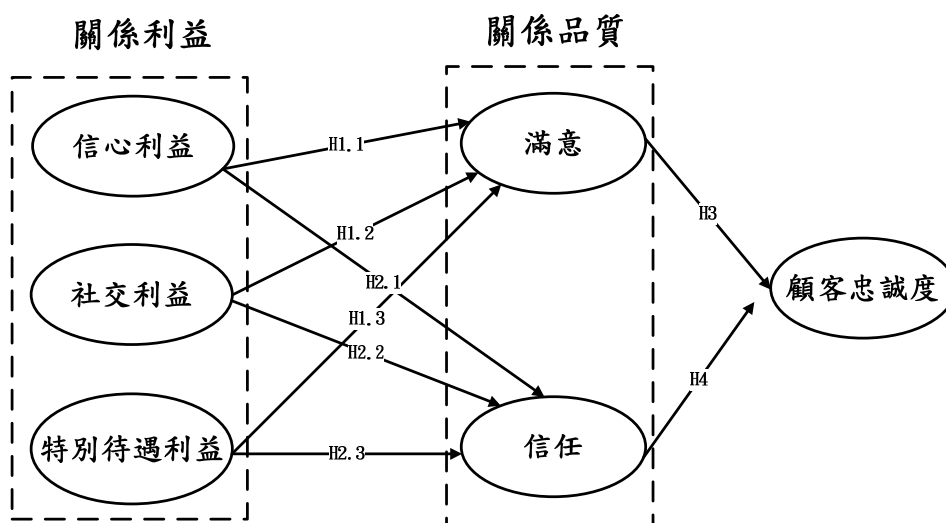 關係利益
關係品質
信心利益
H1.1
滿意
H3
社交利益
H1.2
H2.1
H1.3
H2.2
顧客忠誠度
H4
特別待遇利益
H2.3
信任